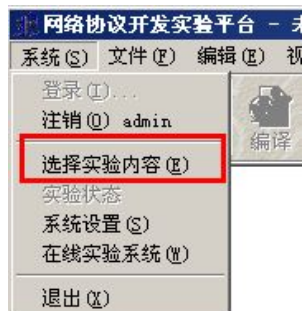 网络协议开发实验平台 -
系统(S) 文件(F) 编辑(E)
登录(I)...
注销(O) admin
编译
选择实验内容(E)
实验状态
系统设置(S)
在线实验系统(W)
退出(X)